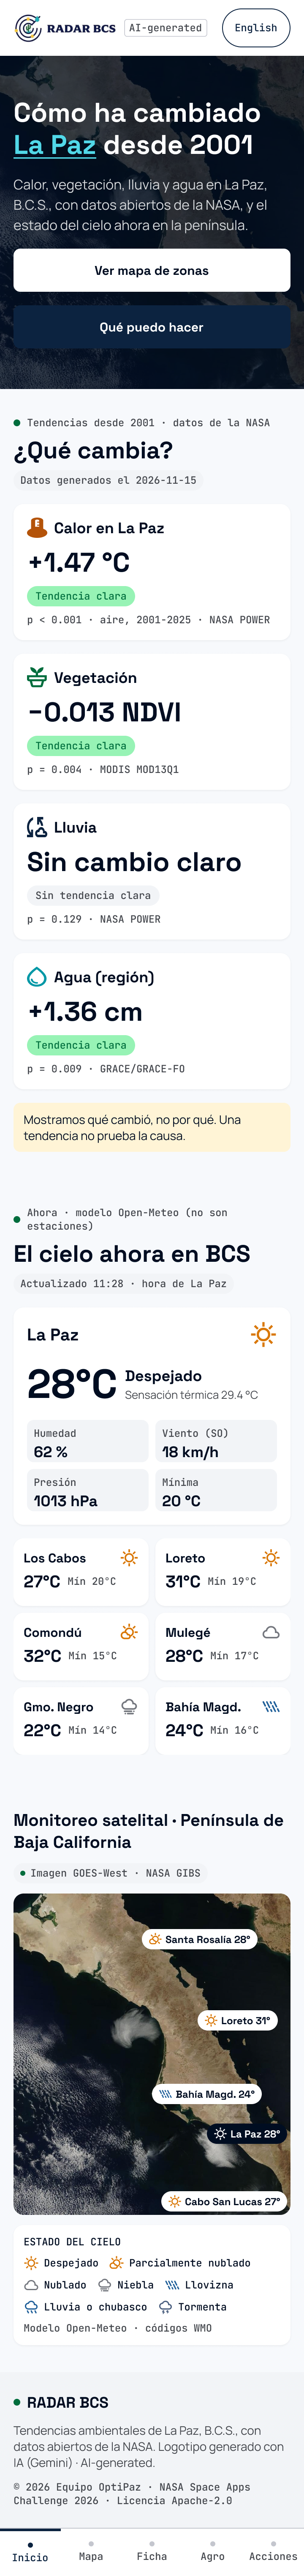 RADAR BCS
AI-generated
English
Cómo ha cambiado
La Paz desde 2001
Calor, vegetación, lluvia y agua en La Paz,
B.C.S., con datos abiertos de la NASA, y el
estado del cielo ahora en la península.
Ver mapa de zonas
Qué puedo hacer
Tendencias desde 2001 · datos de la NASA
¿Qué cambia?
Datos generados el 2026-11-15
Calor en La Paz
+1.47 °C
Tendencia clara
p < 0.001 · aire, 2001-2025 · NASA POWER
Vegetación
−0.013 NDVI
Tendencia clara
p = 0.004 · MODIS MOD13Q1
Lluvia
Sin cambio claro
Sin tendencia clara
p = 0.129 · NASA POWER
Agua (región)
+1.36 cm
Tendencia clara
p = 0.009 · GRACE/GRACE-FO
Mostramos qué cambió, no por qué. Una
tendencia no prueba la causa.
Ahora · modelo Open-Meteo (no son
estaciones)
El cielo ahora en BCS
Actualizado 11:28 · hora de La Paz
La Paz
28°C Despejado
Sensación térmica 29.4 °C
Humedad
62 %
Viento (SO)
18 km/h
Presión
1013 hPa
Mínima
20 °C
Los Cabos
27°C Mín 20°C
Loreto
31°C Mín 19°C
Comondú
32°C Mín 15°C
Mulegé
28°C Mín 17°C
Gmo. Negro
22°C Mín 14°C
Bahía Magd.
24°C Mín 16°C
Monitoreo satelital · Península de
Baja California
Imagen GOES-West · NASA GIBS
Santa Rosalía 28°
Loreto 31°
Bahía Magd. 24°
La Paz 28°
Cabo San Lucas 27°
ESTADO DEL CIELO
Despejado Parcialmente nublado
Nublado Niebla Llovizna
Lluvia o chubasco Tormenta
Modelo Open-Meteo · códigos WMO
RADAR BCS
Tendencias ambientales de La Paz, B.C.S., con
datos abiertos de la NASA. Logotipo generado con
IA (Gemini) · AI-generated.
© 2026 Equipo OptiPaz · NASA Space Apps
Challenge 2026 · Licencia Apache-2.0
Inicio Mapa Ficha Agro Acciones